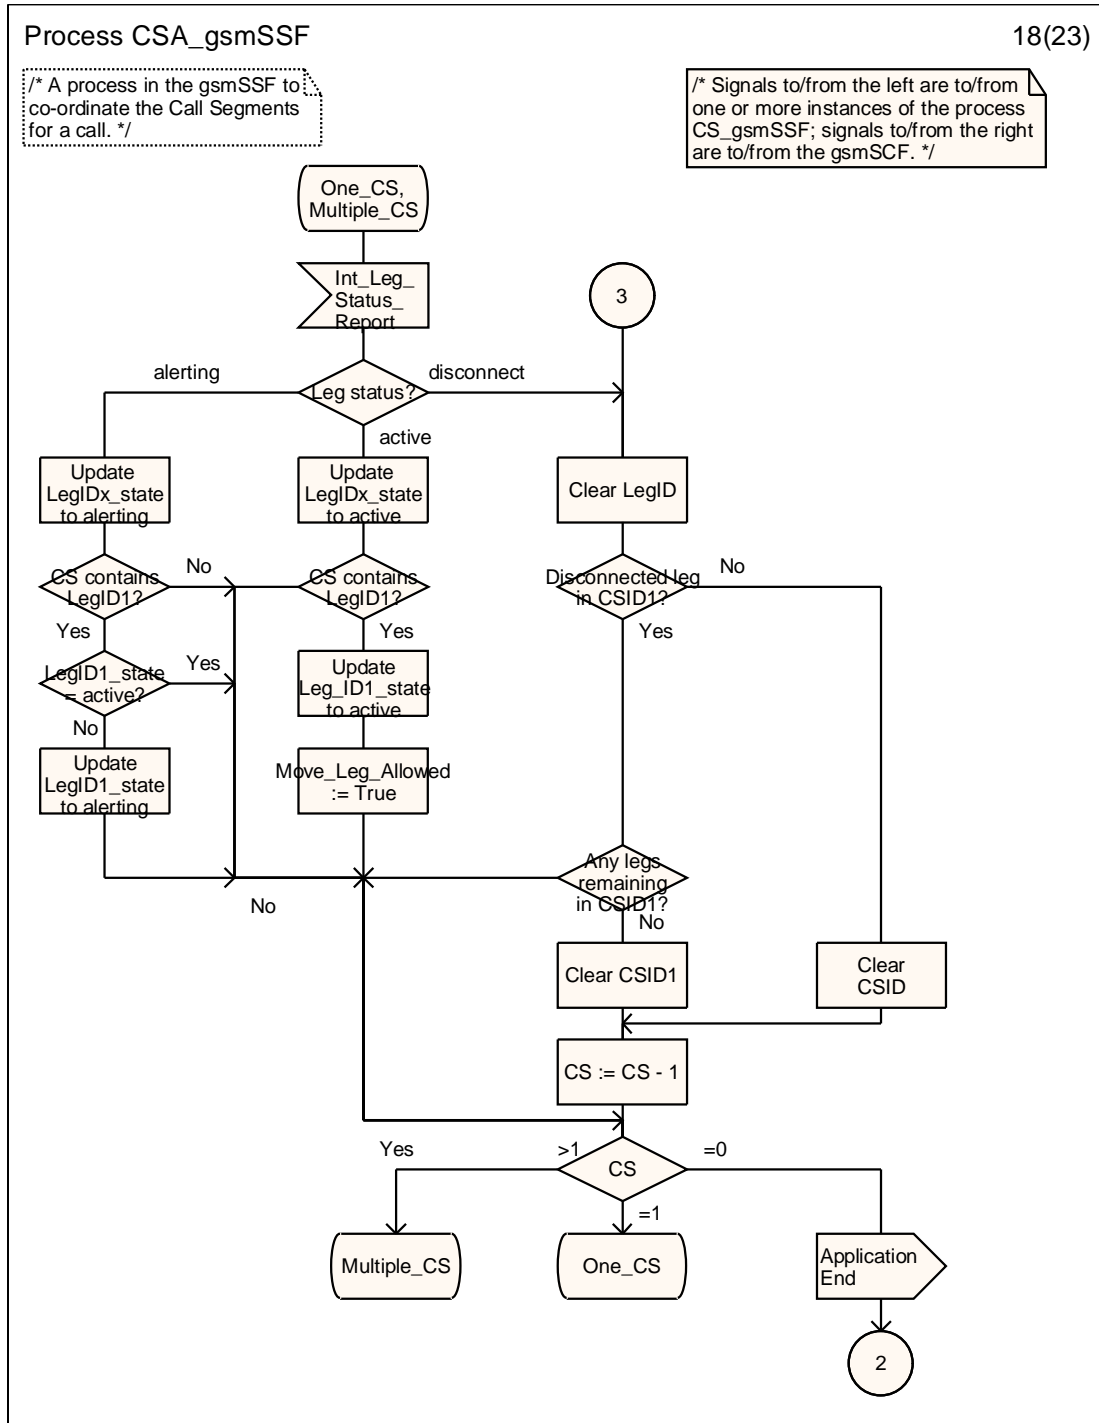 Process CSA_gsmSSF
18(23)
/* A process in the gsmSSF to
co-ordinate the Call Segments
for a call. */
/* Signals to/from the left are to/from
one or more instances of the process
CS_gsmSSF; signals to/from the right
are to/from the gsmSCF. */
One_CS,
Multiple_CS
Int_Leg_
Status_
Report
3
alerting
Leg status?
disconnect
active
Update
LegIDx_state
to alerting
Update
LegIDx_state
to active
Clear LegID
CS contains
LegID1?
No
CS contains
LegID1?
Disconnected leg
in CSID1?
No
Yes
Yes
Yes
LegID1_state
= active?
Yes
Update
Leg_ID1_state
to active
No
Update
LegID1_state
to alerting
Move_Leg_Allowed
:= True
Any legs
remaining
in CSID1?
No
No
Clear CSID1
Clear
CSID
CS := CS - 1
Yes
>1
CS
=0
=1
Multiple_CS
One_CS
Application
End
2